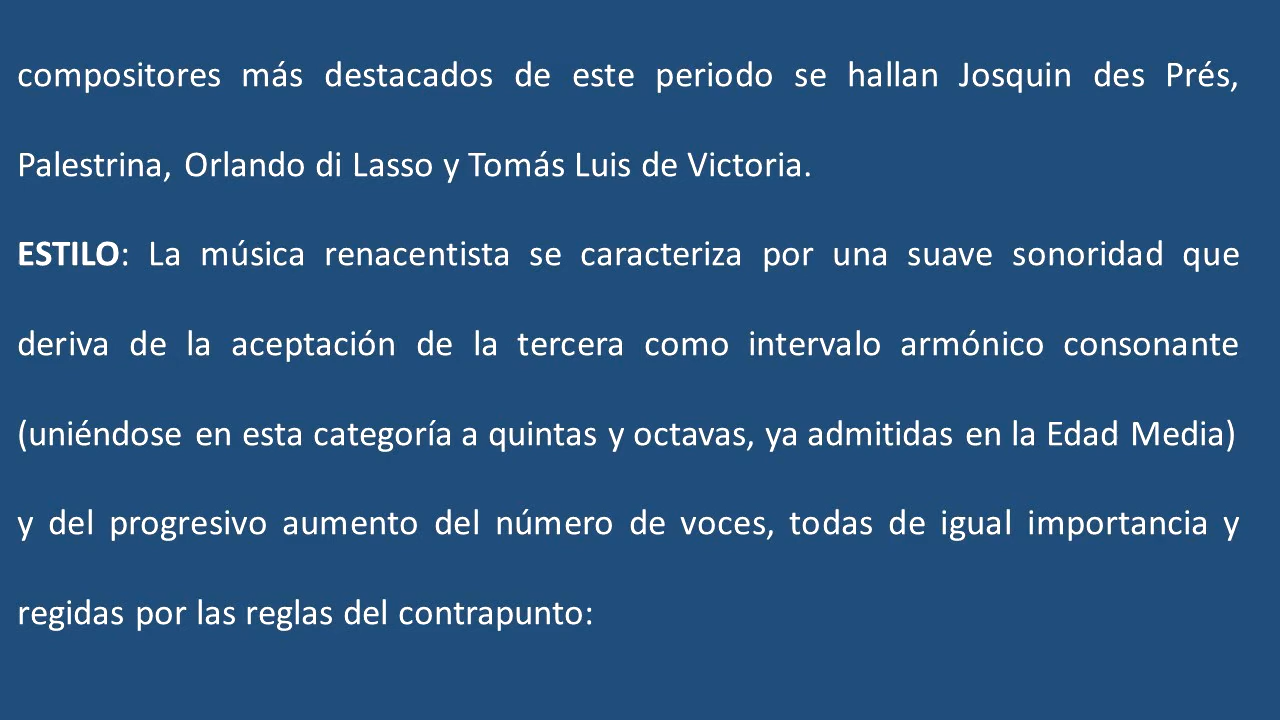 compositores más destacados de este periodo se hallan Josquin des Prés,
Palestrina, Orlando di Lasso y Tomás Luis de Victoria.
ESTILO: La música renacentista se caracteriza por una suave sonoridad que
deriva de la aceptación de la tercera como intervalo armónico consonante
(uniéndose en esta categoría a quintas y octavas, ya admitidas en la Edad Media)
y del progresivo aumento del número de voces, todas de igual importancia y
regidas por las reglas del contrapunto: